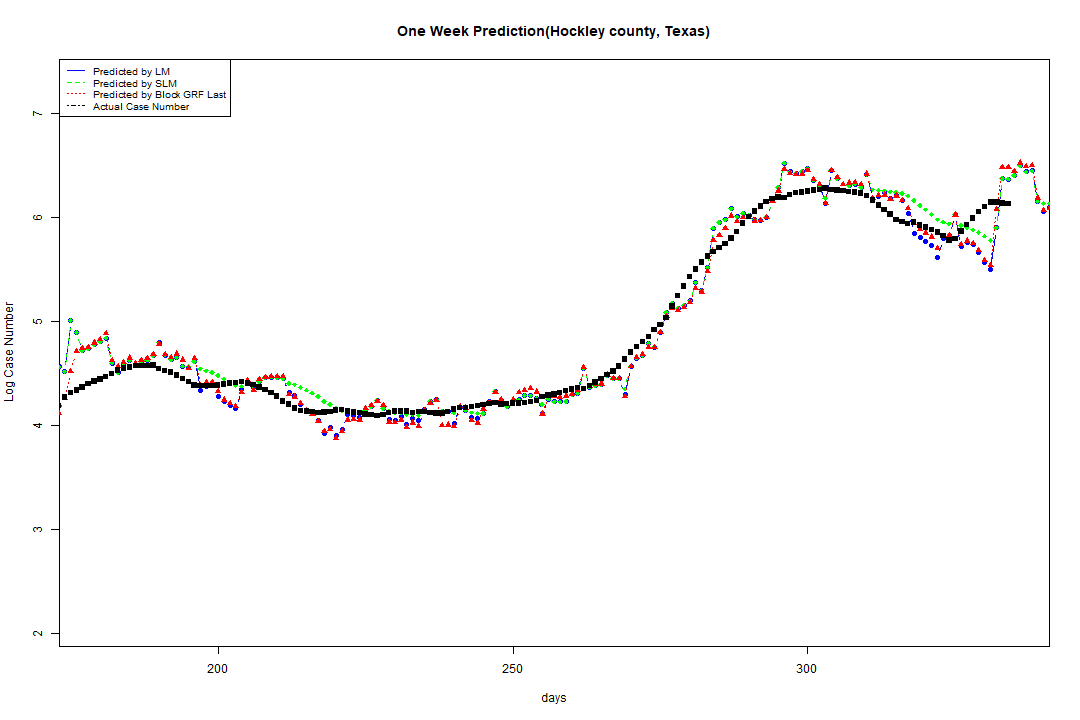 One Week Prediction(Hockley county, Texas)
Predicted by LM
Predicted by SLM
Predicted by Block GRF Last
Actual Case Number
Log Case Number
7
6
5
4
3
2
200 250 300
days